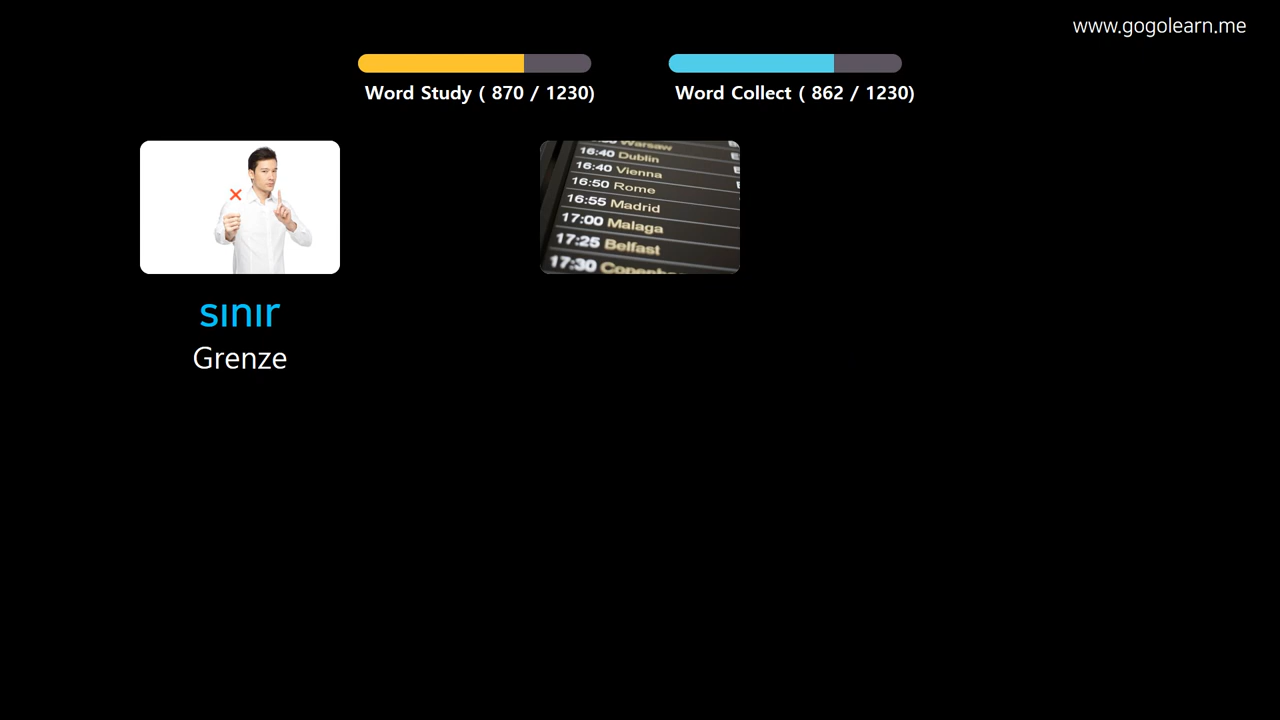 www.gogolearn.me
Word Study ( 870 / 1230)
Word Collect ( 862 / 1230)
Warsaw
16:40 Dublin
16:40 Vienna
16:50 Rome
16:55 Madrid
17:00 Malaga
17:25 Belfast
17:30
sınır
Grenze